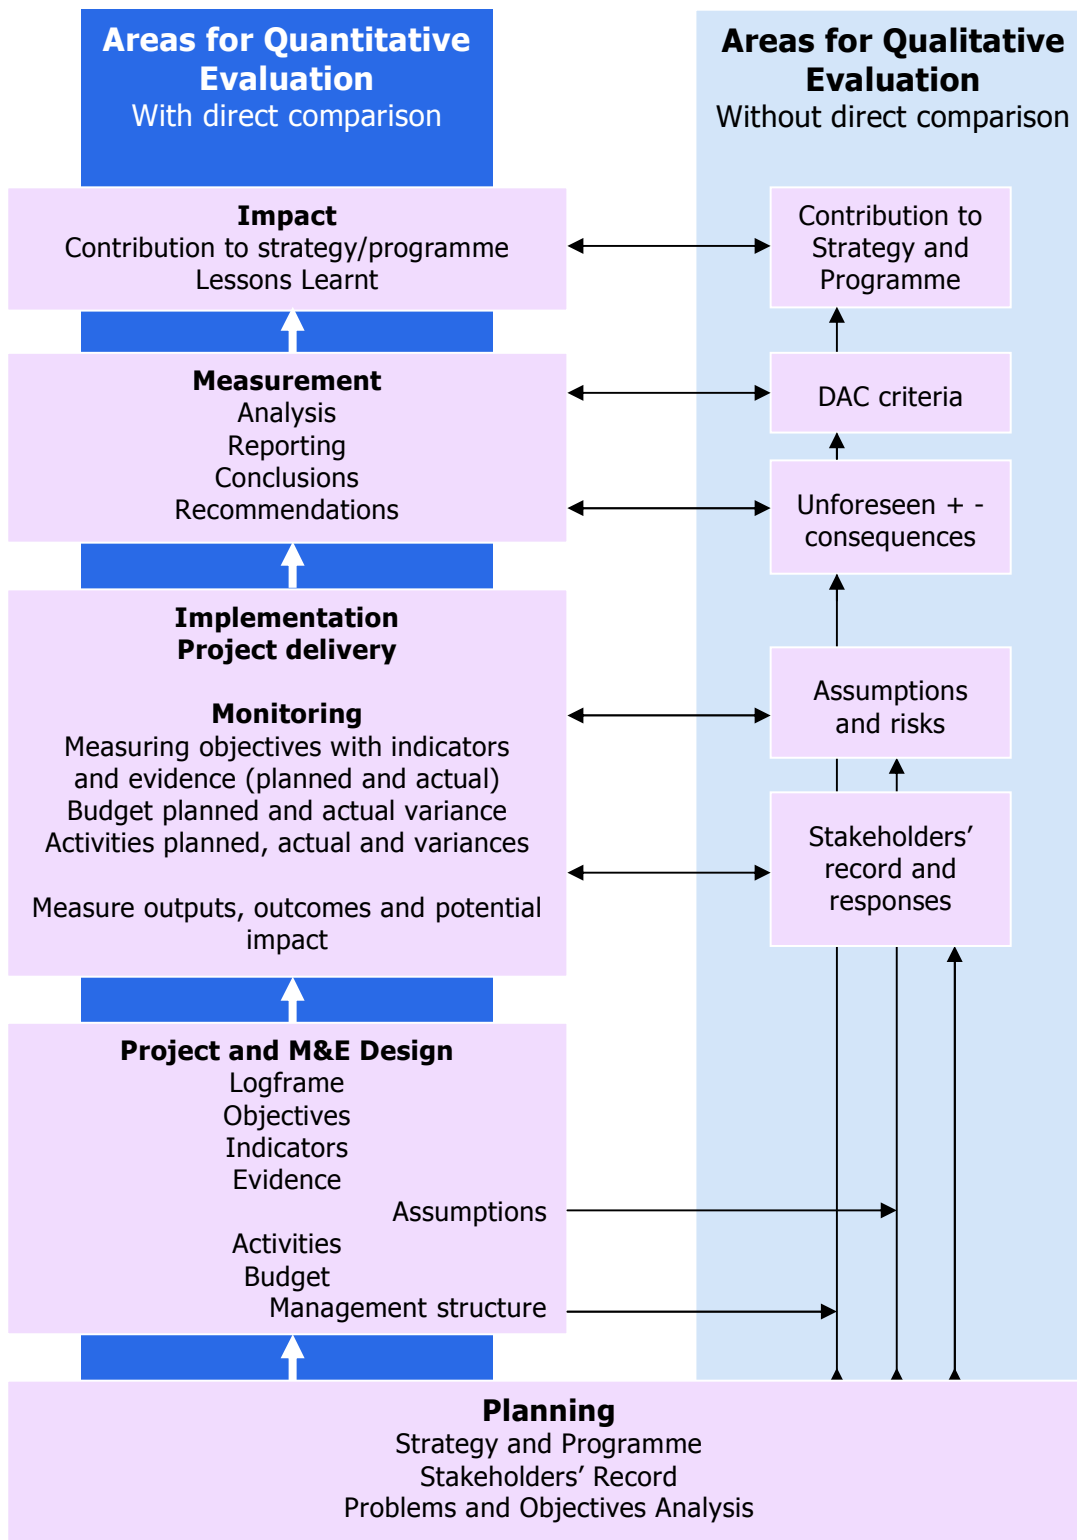 Areas for Quantitative
Evaluation
With direct comparison
Areas for Qualitative
Evaluation
Without direct comparison
Impact
Contribution to strategy/programme
Lessons Learnt
Contribution to
Strategy and
Programme
Measurement
Analysis
Reporting
Conclusions
Recommendations
DAC criteria
Unforeseen + -
consequences
Implementation
Project delivery
Monitoring
Measuring objectives with indicators
and evidence (planned and actual)
Budget planned and actual variance
Activities planned, actual and variances
Measure outputs, outcomes and potential
impact
Assumptions
and risks
Stakeholders’
record and
responses
Project and M&E Design
Logframe
Objectives
Indicators
Evidence
Assumptions
Activities
Budget
Management structure
Planning
Strategy and Programme
Stakeholders’ Record
Problems and Objectives Analysis